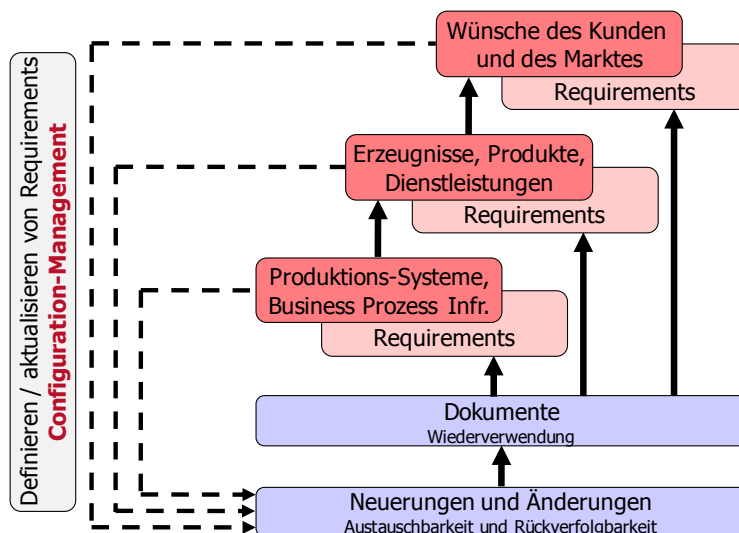 Definieren / aktualisieren von Requirements
Configuration-Management
Wünsche des Kunden
und des Marktes
Requirements
Erzeugnisse, Produkte,
Dienstleistungen
Requirements
Produktions-Systeme,
Business Prozess Infr.
Requirements
Dokumente
Wiederverwendung
Neuerungen und Änderungen
Austauschbarkeit und Rückverfolgbarkeit